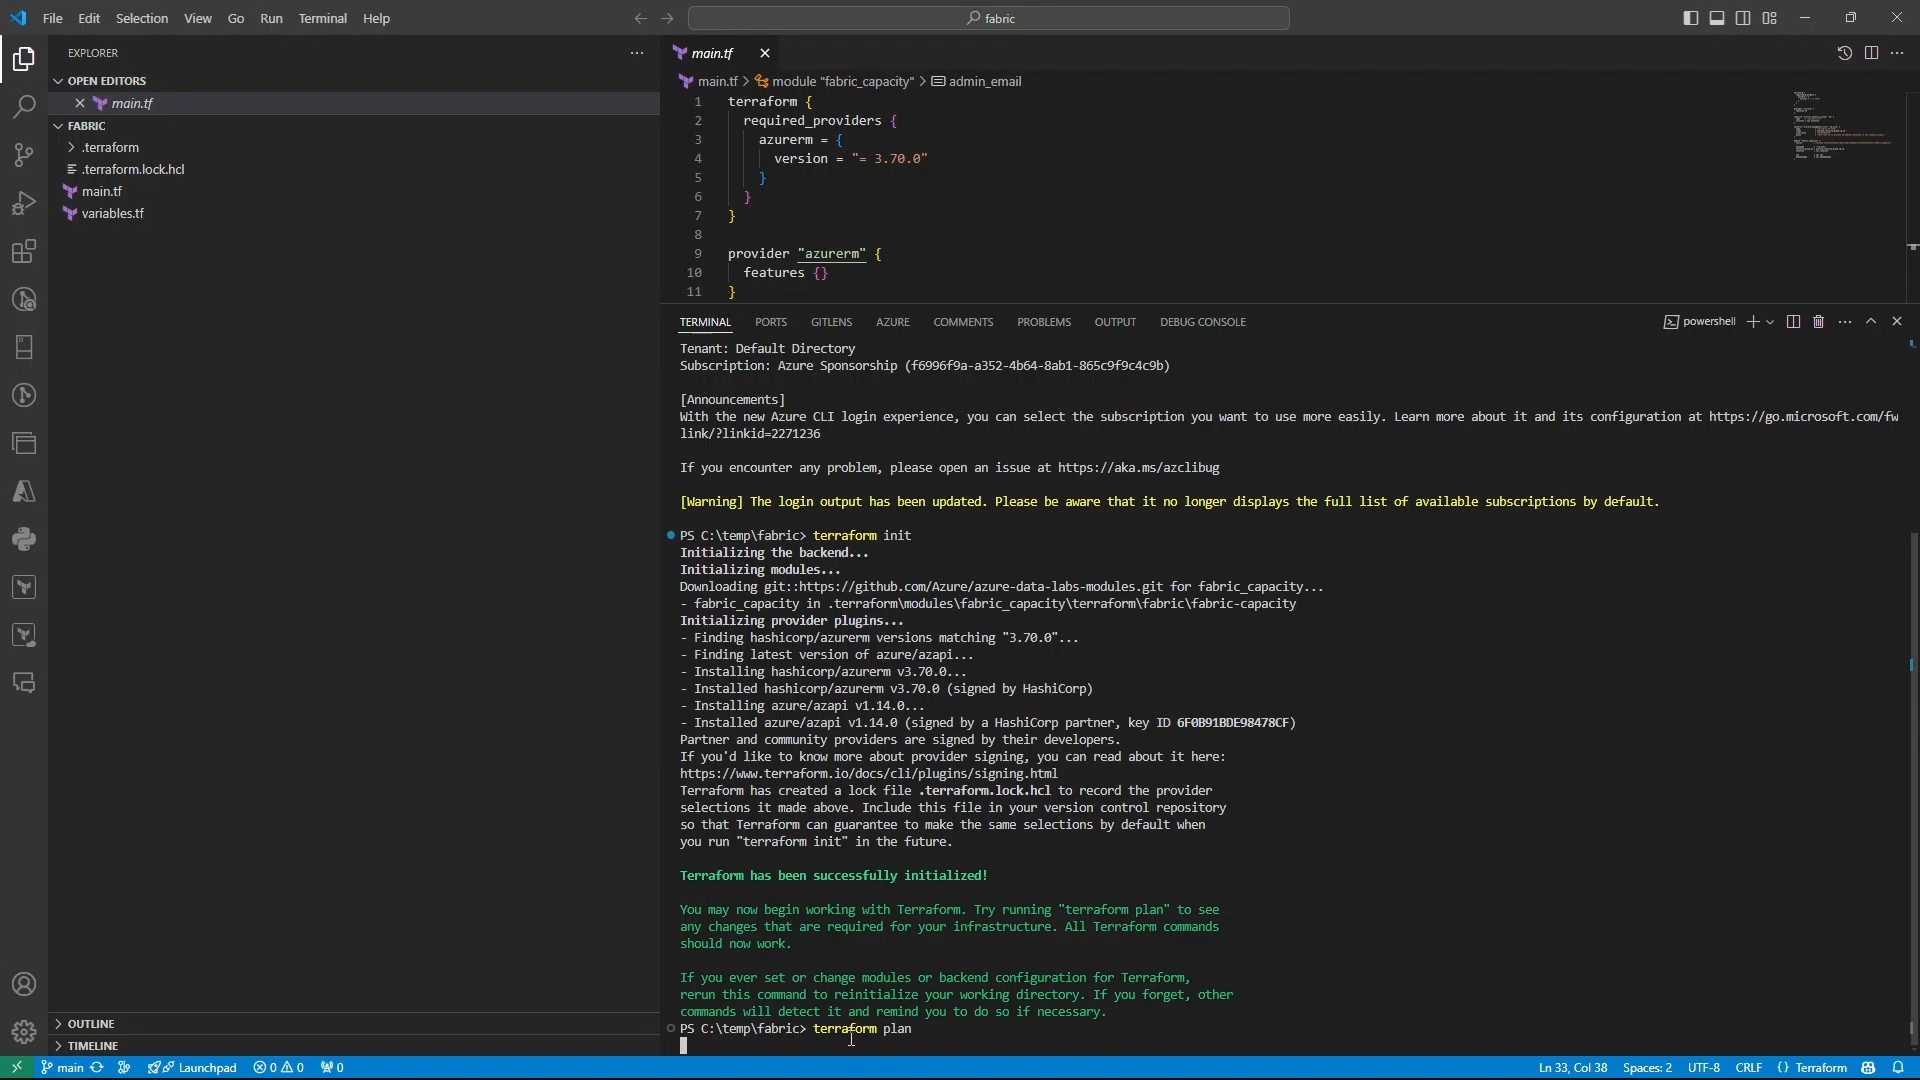 File Edit Selection View Go Run Terminal Help
fabric
EXPLORER
OPEN EDITORS
main.tf
FABRIC
.terraform
.terraform.lock.hcl
main.tf
variables.tf
OUTLINE
TIMELINE
main.tf
main.tf > module "fabric_capacity" > admin_email
1 terraform {
2 required_providers {
3 azurerm = {
4 version = "= 3.70.0"
5 }
6 }
7 }
8
9 provider "azurerm" {
10 features {}
11 }
TERMINAL PORTS GITLENS AZURE COMMENTS PROBLEMS OUTPUT DEBUG CONSOLE
powershell
Tenant: Default Directory
Subscription: Azure Sponsorship (f6996f9a-a352-4b64-8ab1-865c9f9c4c9b)
[Announcements]
With the new Azure CLI login experience, you can select the subscription you want to use more easily. Learn more about it and its configuration at https://go.microsoft.com/fw
link/?linkid=2271236
If you encounter any problem, please open an issue at https://aka.ms/azclibug
[Warning] The login output has been updated. Please be aware that it no longer displays the full list of available subscriptions by default.
PS C:\temp\fabric> terraform init
Initializing the backend...
Initializing modules...
Downloading git::https://github.com/Azure/azure-data-labs-modules.git for fabric_capacity...
- fabric_capacity in .terraform\modules\fabric_capacity\terraform\fabric\fabric-capacity
Initializing provider plugins...
- Finding hashicorp/azurerm versions matching "3.70.0"...
- Finding latest version of azure/azapi...
- Installing hashicorp/azurerm v3.70.0...
- Installed hashicorp/azurerm v3.70.0 (signed by HashiCorp)
- Installing azure/azapi v1.14.0...
- Installed azure/azapi v1.14.0 (signed by a HashiCorp partner, key ID 6F0B91BDE98478CF)
Partner and community providers are signed by their developers.
If you'd like to know more about provider signing, you can read about it here:
https://www.terraform.io/docs/cli/plugins/signing.html
Terraform has created a lock file .terraform.lock.hcl to record the provider
selections it made above. Include this file in your version control repository
so that Terraform can guarantee to make the same selections by default when
you run "terraform init" in the future.
Terraform has been successfully initialized!
You may now begin working with Terraform. Try running "terraform plan" to see
any changes that are required for your infrastructure. All Terraform commands
should now work.
If you ever set or change modules or backend configuration for Terraform,
rerun this command to reinitialize your working directory. If you forget, other
commands will detect it and remind you to do so if necessary.
PS C:\temp\fabric> terraform plan
main Launchpad 0 0 0 Ln 33, Col 38 Spaces: 2 UTF-8 CRLF {} Terraform